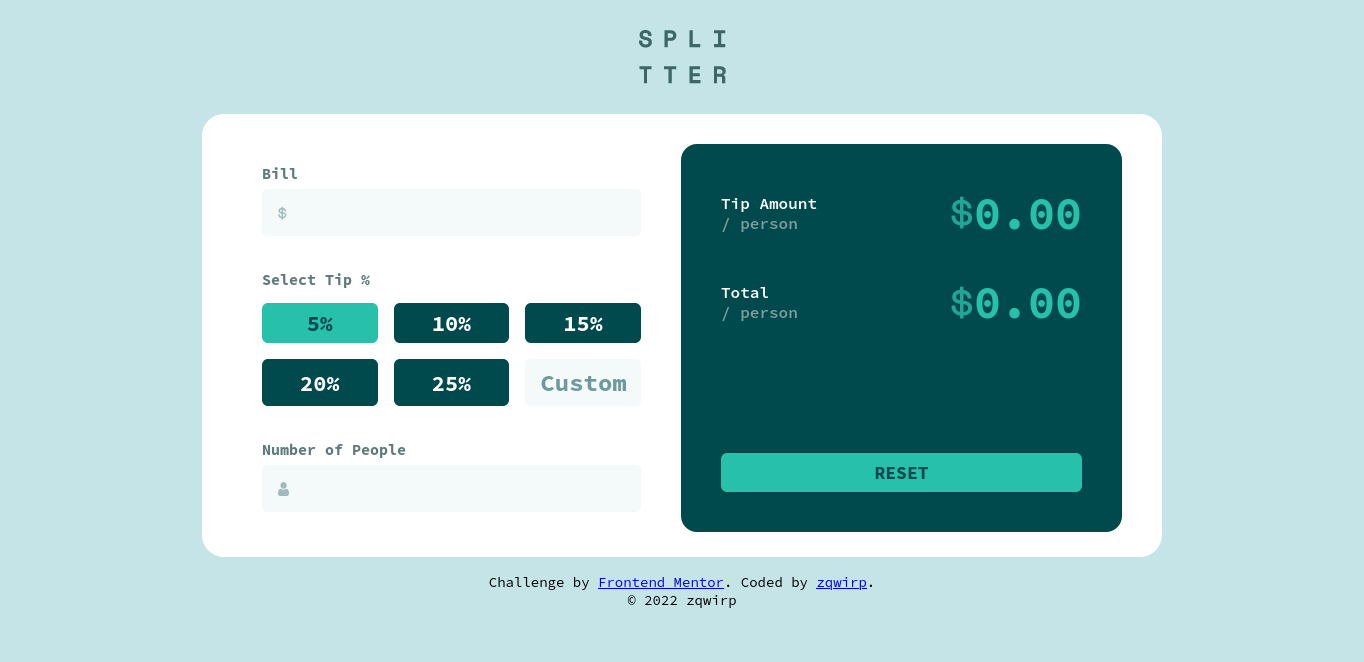 SPLI
TTER
Bill
$
Select Tip %
5% 10% 15%
20% 25% Custom
Number of People
Tip Amount
/ person
$0.00
Total
/ person
$0.00
RESET
Challenge by Frontend Mentor. Coded by zqwirp.
© 2022 zqwirp